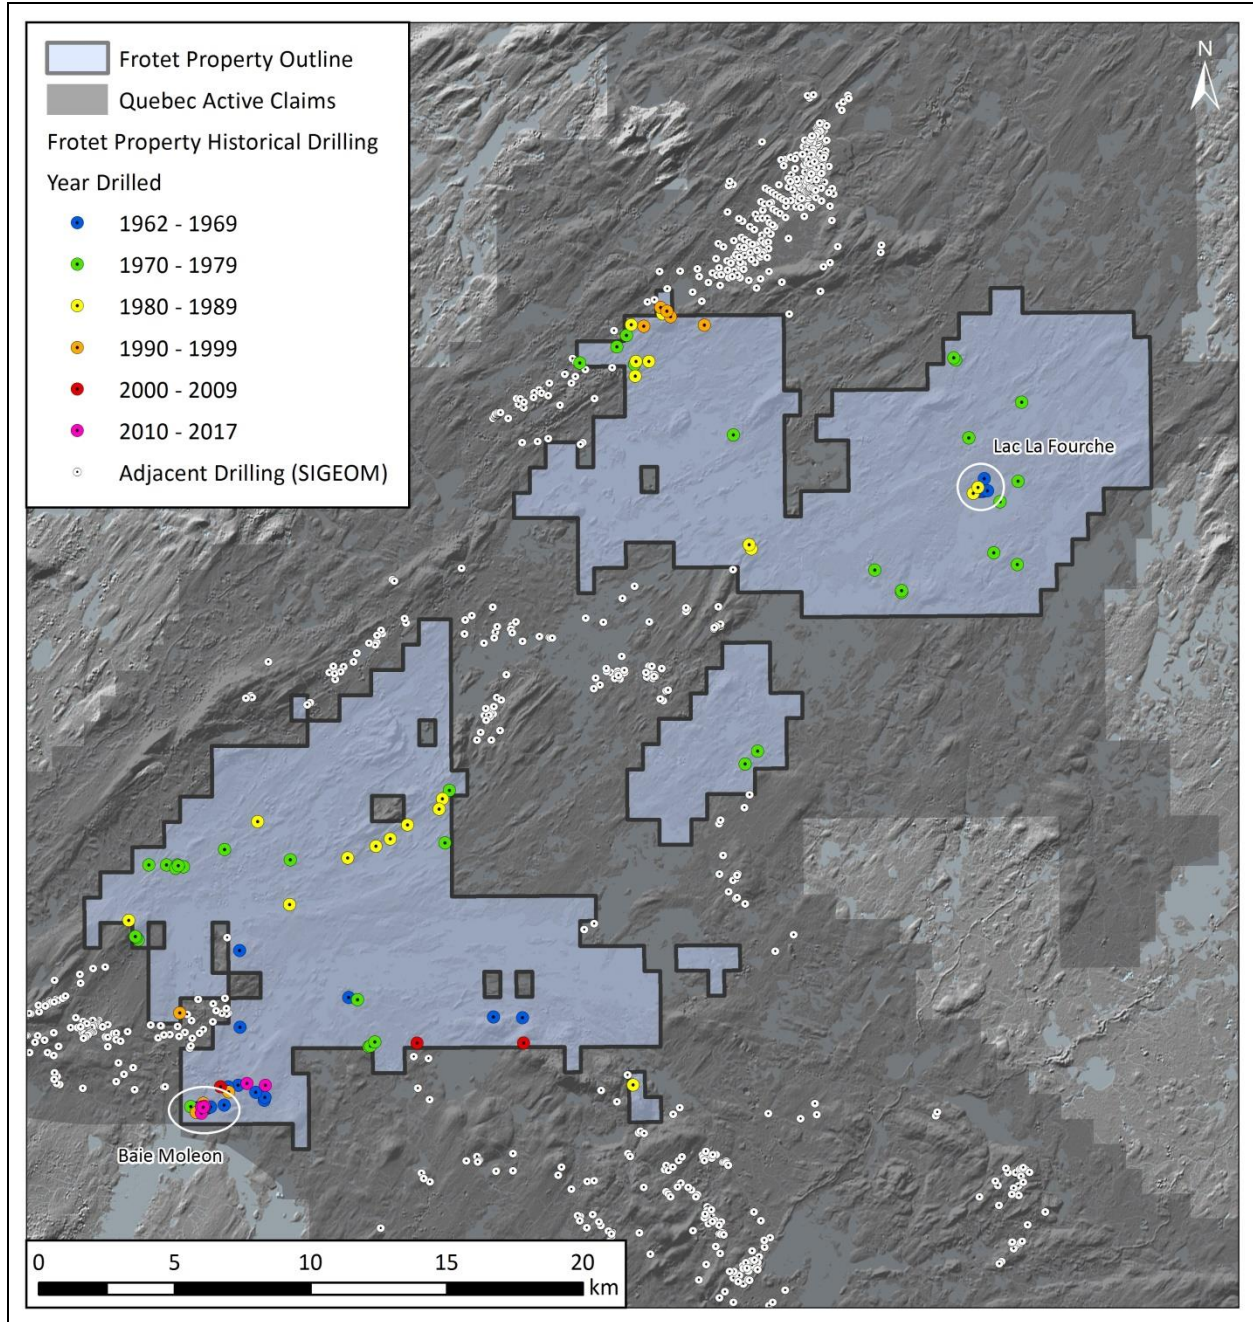 Frotet Property Outline
Quebec Active Claims
Frotet Property Historical Drilling
Year Drilled
1962 - 1969
1970 - 1979
1980 - 1989
1990 - 1999
2000 - 2009
2010 - 2017
Adjacent Drilling (SIGEOM)
N
Lac La Fourche
Baie Moleon
0 5 10 15 20
km